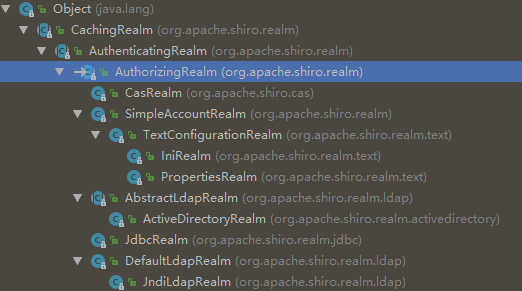 Object (java.lang)
CachingRealm (org.apache.shiro.realm)
AuthenticatingRealm (org.apache.shiro.realm)
AuthorizingRealm (org.apache.shiro.realm)
CasRealm (org.apache.shiro.cas)
SimpleAccountRealm (org.apache.shiro.realm)
TextConfigurationRealm (org.apache.shiro.realm.text)
IniRealm (org.apache.shiro.realm.text)
PropertiesRealm (org.apache.shiro.realm.text)
AbstractLdapRealm (org.apache.shiro.realm.ldap)
ActiveDirectoryRealm (org.apache.shiro.realm.activedirectory)
JdbcRealm (org.apache.shiro.realm.jdbc)
DefaultLdapRealm (org.apache.shiro.realm.ldap)
JndiLdapRealm (org.apache.shiro.realm.ldap)